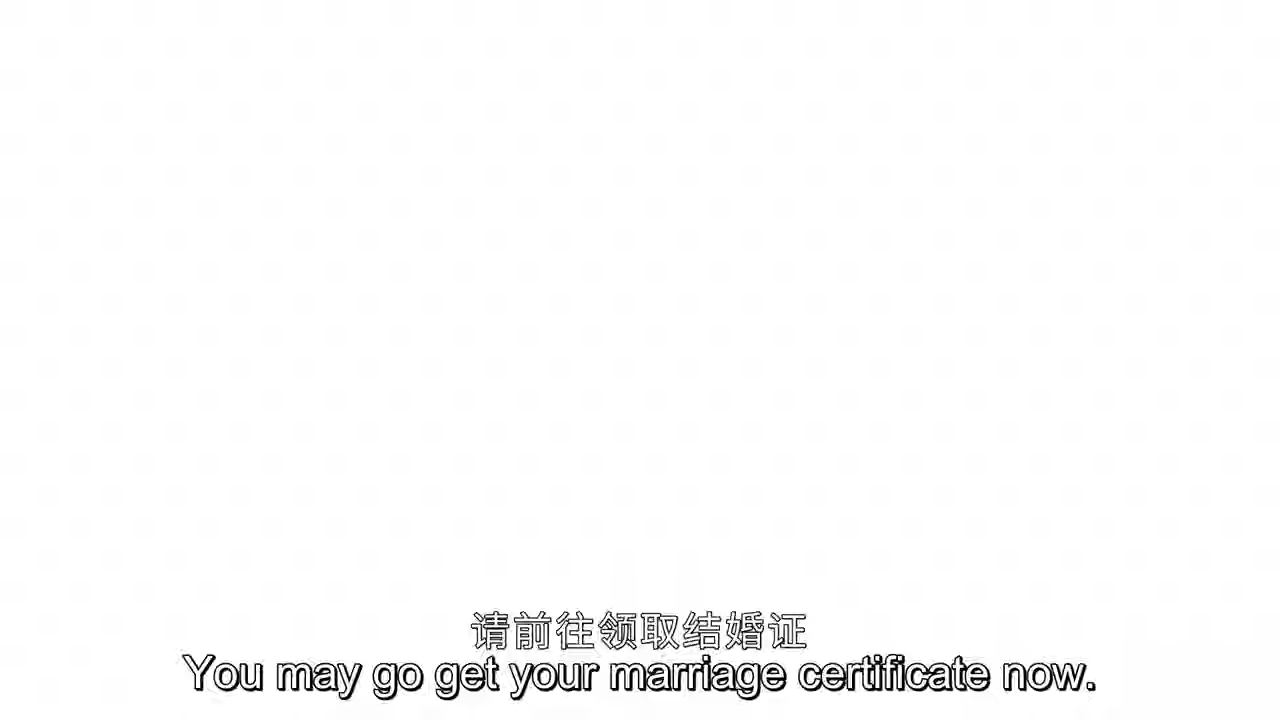 请前往领取结婚证
You may go get your marriage certificate now.